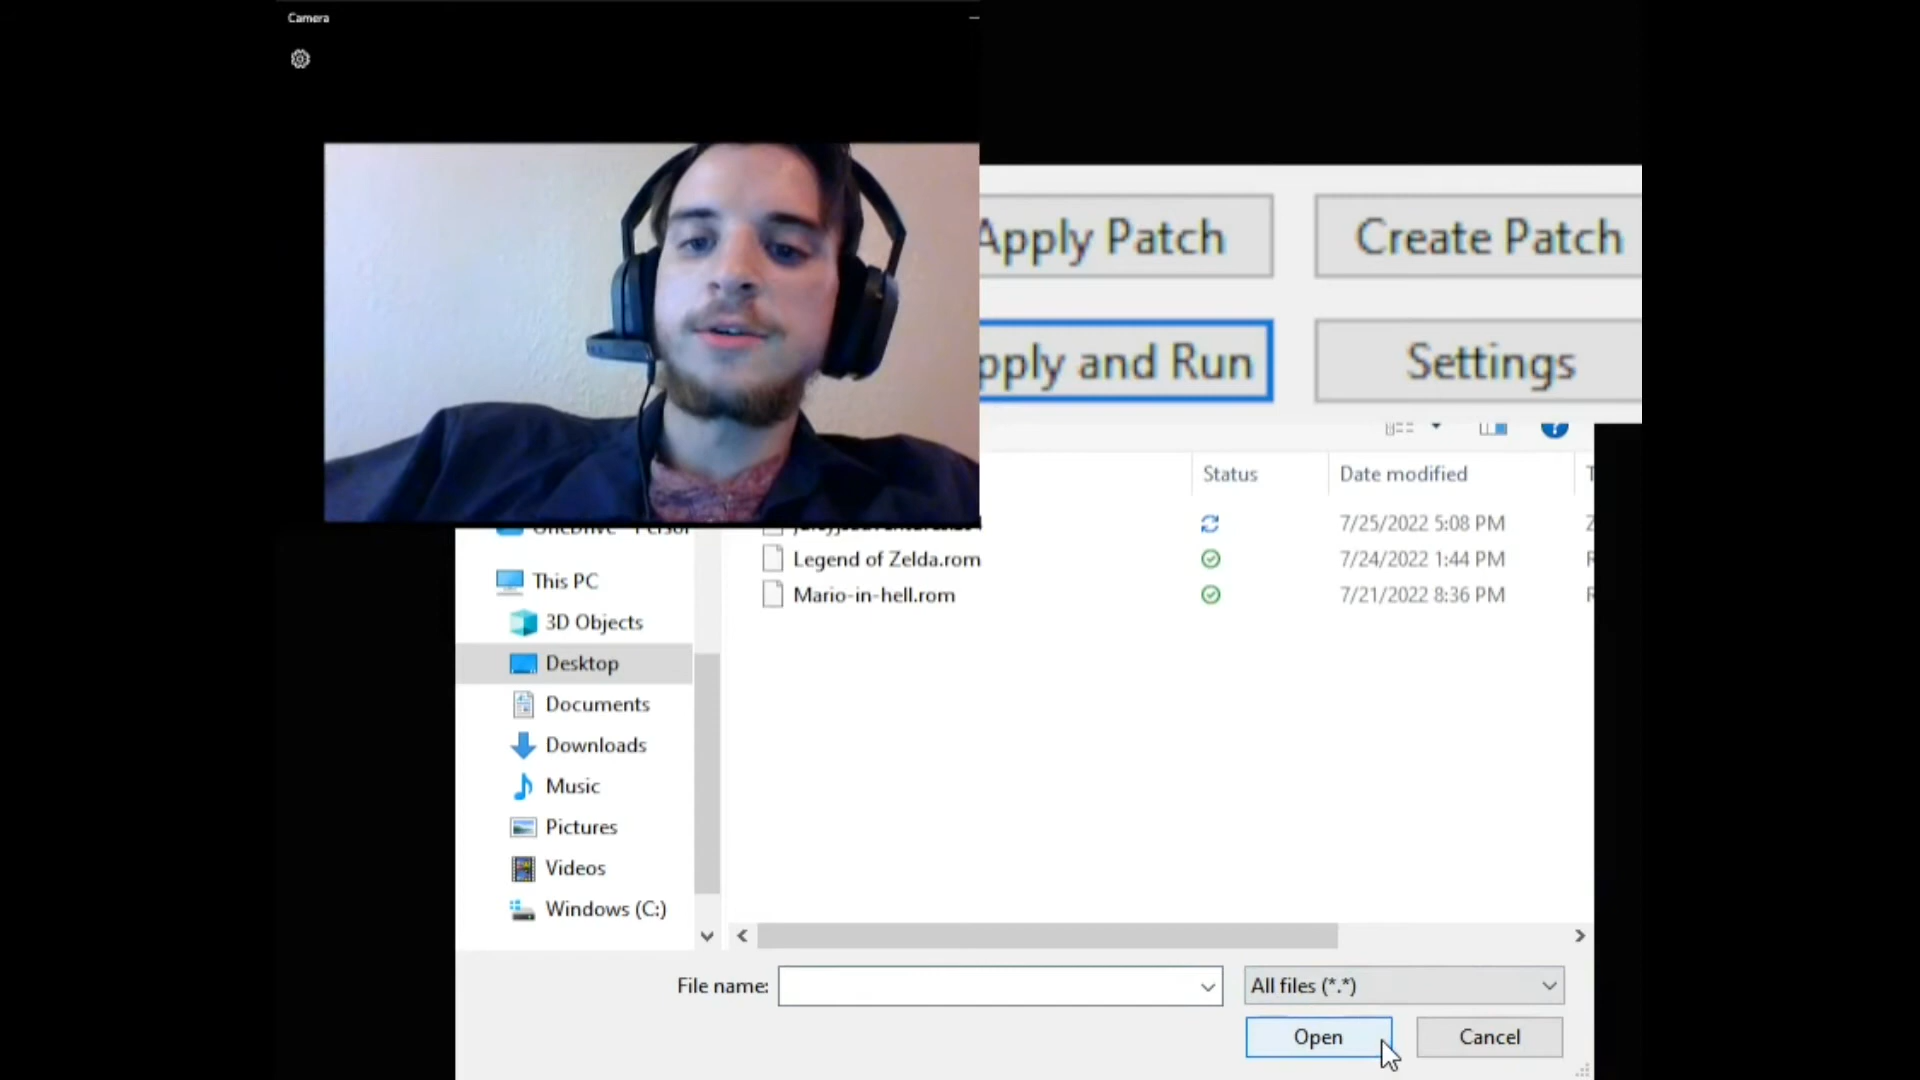 Camera
Apply Patch
Create Patch
pply and Run
Settings
Status
Date modified
7/25/2022 5:08 PM
This PC
Legend of Zelda.rom
7/24/2022 1:44 PM
Mario-in-hell.rom
7/21/2022 8:36 PM
3D Objects
Desktop
Documents
Downloads
Music
Pictures
Videos
Windows (C:)
File name:
All files (*.*)
Open
Cancel